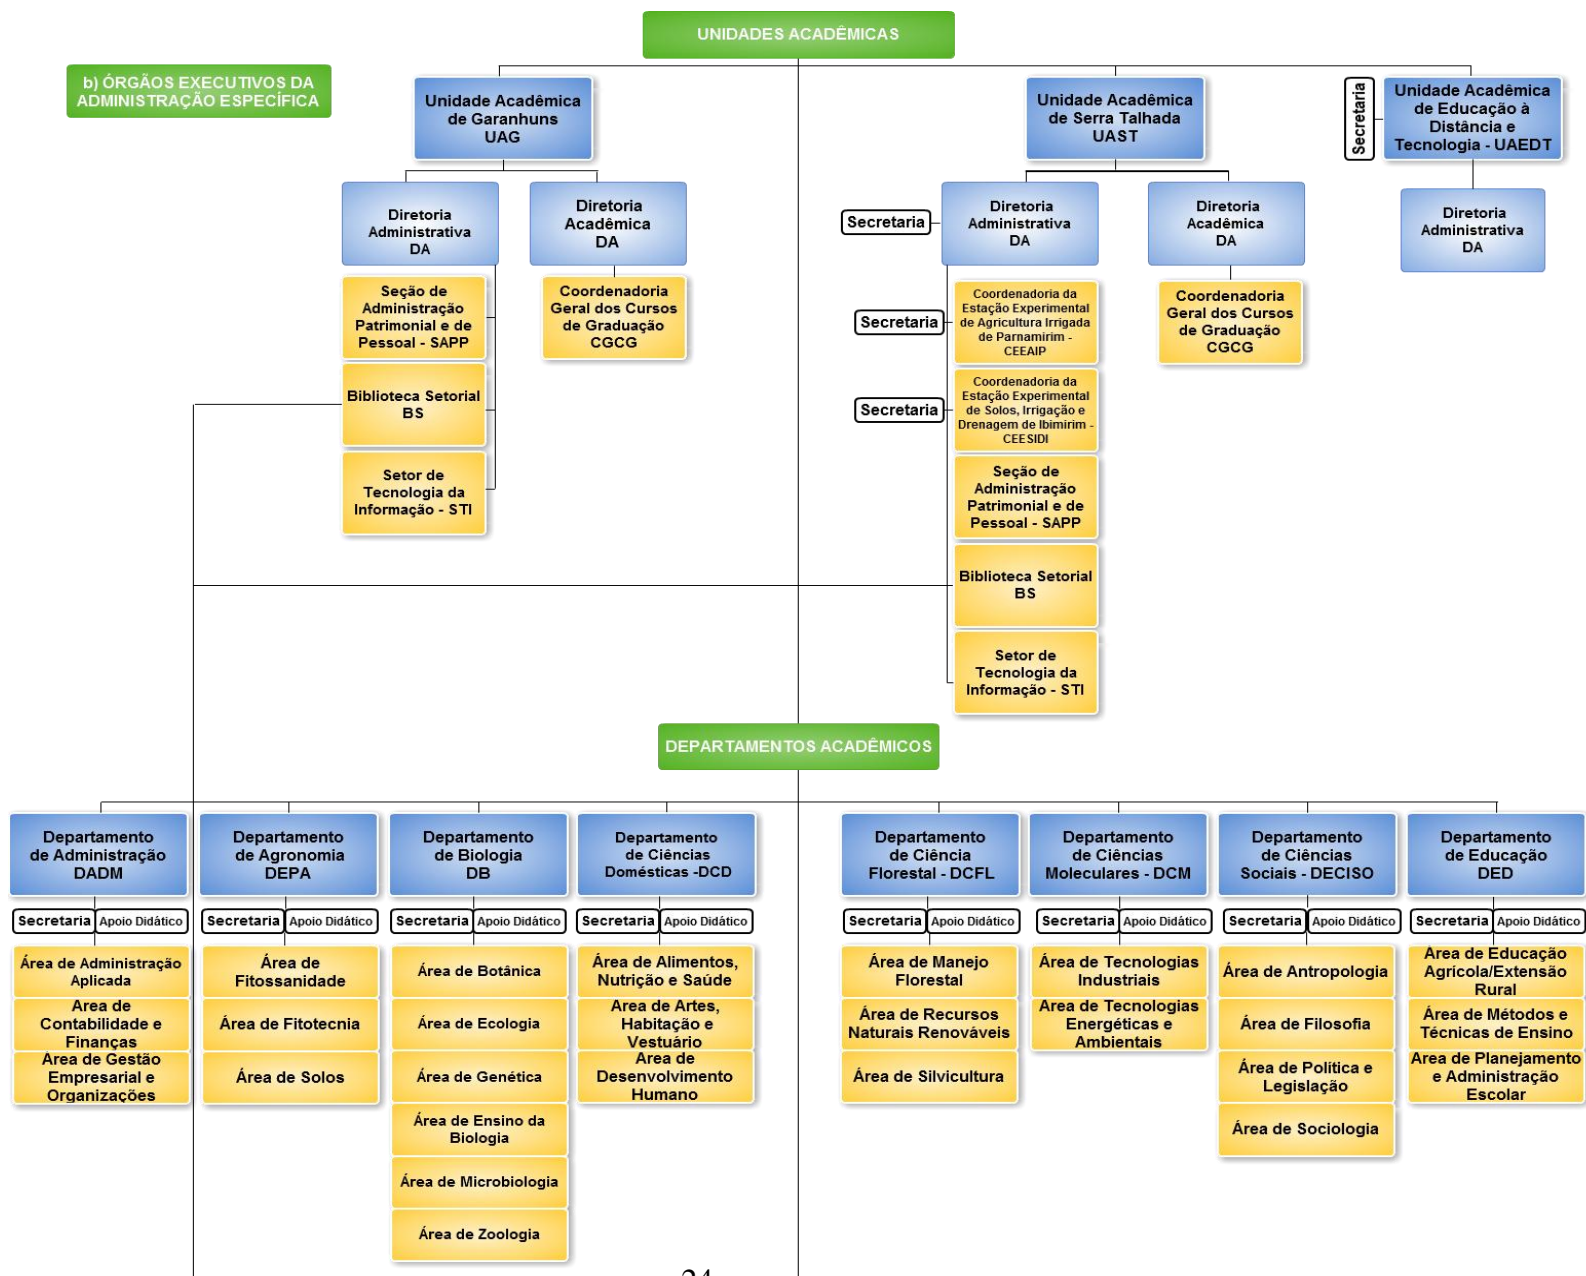 UNIDADES ACADÊMICAS
b) ÓRGÃOS EXECUTIVOS DA
ADMINISTRAÇÃO ESPECÍFICA
Unidade Acadêmica
de Garanhuns
UAG
Unidade Acadêmica
de Serra Talhada
UAST
Secretaria
Unidade Acadêmica
de Educação à
Distância e
Tecnologia - UAEDT
Diretoria
Administrativa
DA
Diretoria
Acadêmica
DA
Secretaria
Diretoria
Administrativa
DA
Diretoria
Acadêmica
DA
Diretoria
Administrativa
DA
Seção de
Administração
Patrimonial e de
Pessoal - SAPP
Coordenadoria
Geral dos Cursos
de Graduação
CGCG
Biblioteca Setorial
BS
Setor de
Tecnologia da
Informação - STI
Secretaria
Coordenadoria da
Estação Experimental
de Agricultura Irrigada
de Parnamirim -
CEEAIP
Coordenadoria
Geral dos Cursos
de Graduação
CGCG
Secretaria
Coordenadoria da
Estação Experimental
de Solos, Irrigação e
Drenagem de Ibimirim -
CEESIDI
Seção de
Administração
Patrimonial e de
Pessoal - SAPP
Biblioteca Setorial
BS
Setor de
Tecnologia da
Informação - STI
DEPARTAMENTOS ACADÊMICOS
Departamento
de Administração
DADM
Secretaria
Apoio Didático
Área de Administração
Aplicada
Area de
Contabilidade e
Finanças
Área de Gestão
Empresarial e
Organizações
Departamento
de Agronomia
DEPA
Secretaria
Apoio Didático
Área de
Fitossanidade
Área de Fitotecnia
Área de Solos
Departamento
de Biologia
DB
Secretaria
Apoio Didático
Área de Botânica
Área de Ecologia
Área de Genética
Área de Ensino da
Biologia
Área de Microbiologia
Área de Zoologia
Departamento
de Ciências
Domésticas -DCD
Secretaria
Apoio Didático
Área de Alimentos,
Nutrição e Saúde
Area de Artes,
Habitação e
Vestuário
Area de
Desenvolvimento
Humano
Departamento
de Ciência
Florestal - DCFL
Secretaria
Apoio Didático
Área de Manejo
Florestal
Área de Recursos
Naturais Renováveis
Área de Silvicultura
Departamento
de Ciências
Moleculares - DCM
Secretaria
Apoio Didático
Área de Tecnologias
Industriais
Area de Tecnologias
Energéticas e
Ambientais
Departamento
de Ciências
Sociais - DECISO
Secretaria
Apoio Didático
Área de Antropologia
Área de Filosofia
Área de Política e
Legislação
Área de Sociologia
Departamento
de Educação
DED
Secretaria
Apoio Didático
Area de Educação
Agrícola/Extensão
Rural
Área de Métodos e
Técnicas de Ensino
Area de Planejamento
e Administração
Escolar
24